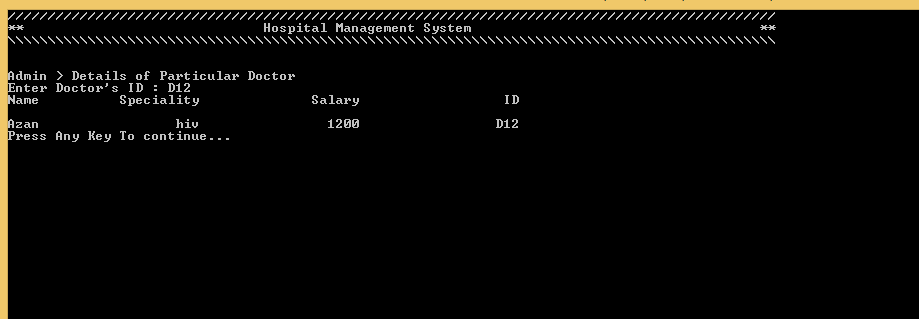 ////////////////////////////////////////////////////////////////////////////////////////////////
** Hospital Management System **
\\\\\\\\\\\\\\\\\\\\\\\\\\\\\\\\\\\\\\\\\\\\\\\\\\\\\\\\\\\\\\\\\\\\\\\\\\\\\\\\\\\\\\\\\\\\\\\\
Admin > Details of Particular Doctor
Enter Doctor's ID : D12
Name Speciality Salary ID
Azan hiv 1200 D12
Press Any Key To continue...